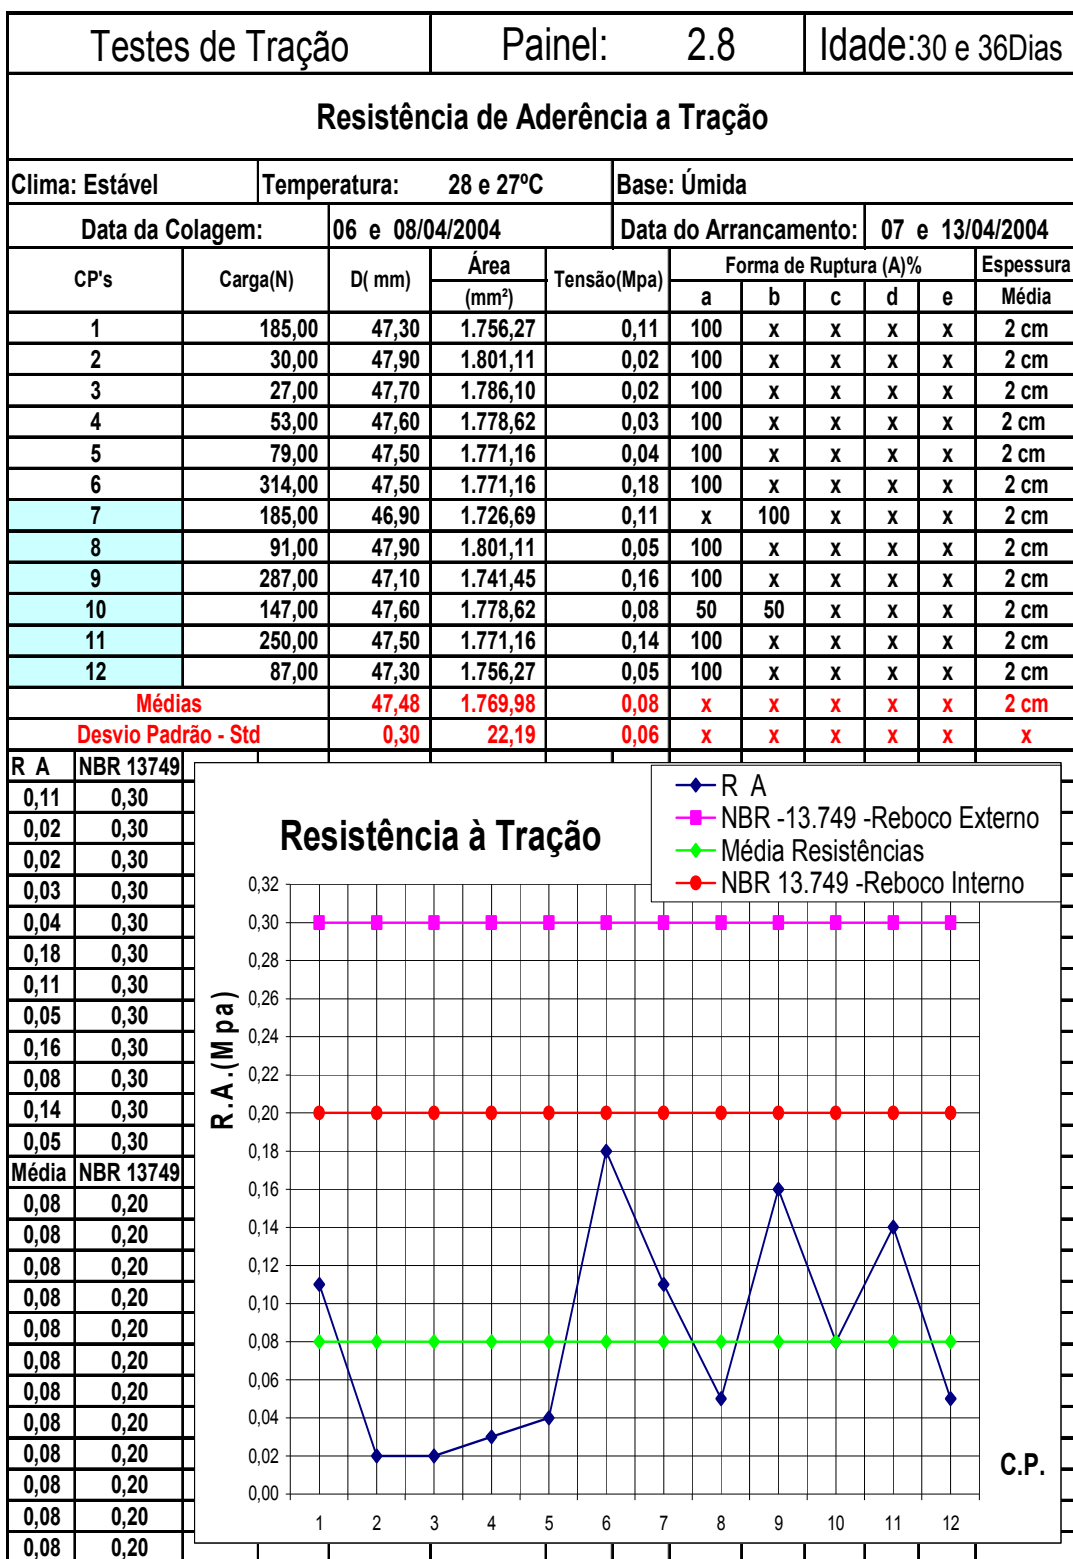 Testes de Tração Painel: 2.8 Idade:30 e 36Dias
Resistência de Aderência a Tração
Clima: Estável Temperatura: 28 e 27ºC Base: Úmida
Data da Colagem: 06 e 08/04/2004 Data do Arrancamento: 07 e 13/04/2004
CP's Carga(N) D( mm) Área (mm²) Tensão(Mpa) Forma de Ruptura (A)% Espessura
a b c d e Média
1 185,00 47,30 1.756,27 0,11 100 x x x x 2 cm
2 30,00 47,90 1.801,11 0,02 100 x x x x 2 cm
3 27,00 47,70 1.786,10 0,02 100 x x x x 2 cm
4 53,00 47,60 1.778,62 0,03 100 x x x x 2 cm
5 79,00 47,50 1.771,16 0,04 100 x x x x 2 cm
6 314,00 47,50 1.771,16 0,18 100 x x x x 2 cm
7 185,00 46,90 1.726,69 0,11 x 100 x x x 2 cm
8 91,00 47,90 1.801,11 0,05 100 x x x x 2 cm
9 287,00 47,10 1.741,45 0,16 100 x x x x 2 cm
10 147,00 47,60 1.778,62 0,08 50 50 x x x 2 cm
11 250,00 47,50 1.771,16 0,14 100 x x x x 2 cm
12 87,00 47,30 1.756,27 0,05 100 x x x x 2 cm
Médias 47,48 1.769,98 0,08 x x x x x 2 cm
Desvio Padrão - Std 0,30 22,19 0,06 x x x x x x
R A NBR 13749
0,11 0,30
0,02 0,30
0,02 0,30
0,03 0,30
0,04 0,30
0,18 0,30
0,11 0,30
0,05 0,30
0,16 0,30
0,08 0,30
0,14 0,30
0,05 0,30
Média NBR 13749
0,08 0,20
0,08 0,20
0,08 0,20
0,08 0,20
0,08 0,20
0,08 0,20
0,08 0,20
0,08 0,20
0,08 0,20
0,08 0,20
0,08 0,20
0,08 0,20
Resistência à Tração
R A
NBR -13.749 -Reboco Externo
Média Resistências
NBR 13.749 -Reboco Interno
R.A.(Mpa)
0,32
0,30
0,28
0,26
0,24
0,22
0,20
0,18
0,16
0,14
0,12
0,10
0,08
0,06
0,04
0,02
0,00
1 2 3 4 5 6 7 8 9 10 11 12
C.P.